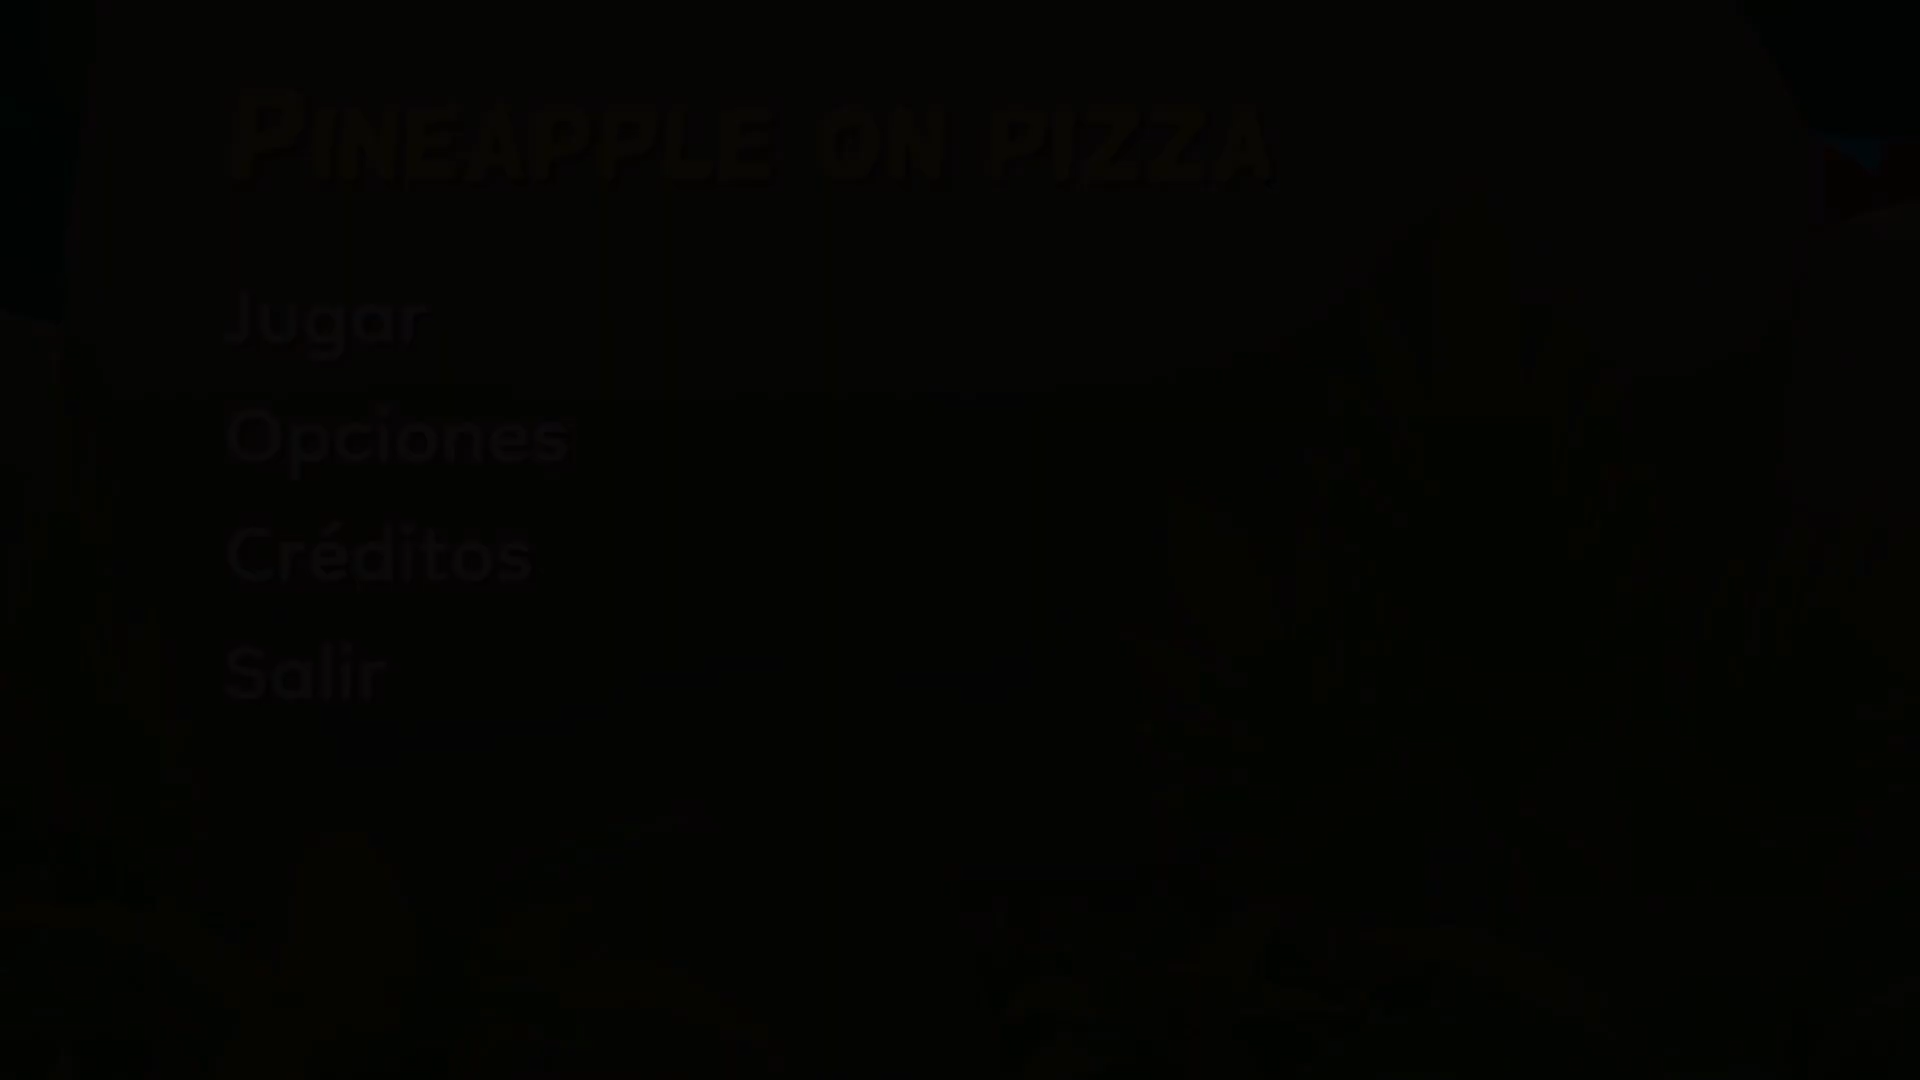 Pineapple on pizza
Jugar
Opciones
Créditos
Salir